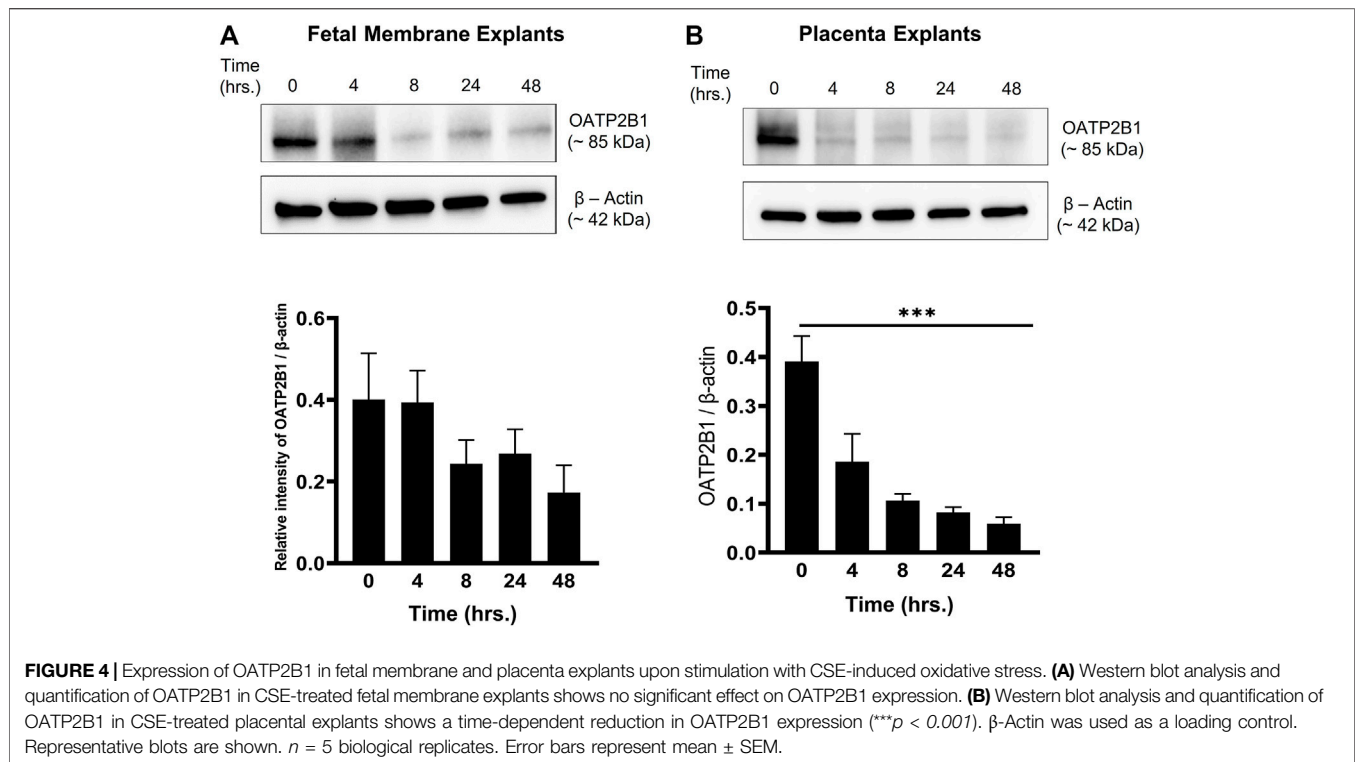 A Fetal Membrane Explants
Time
(hrs.) 0 4 8 24 48
OATP2B1
(~ 85 kDa)
β – Actin
(~ 42 kDa)
Relative intensity of OATP2B1 / β-actin
0.6
0.4
0.2
0.0
0 4 8 24 48
Time (hrs.)
B Placenta Explants
Time
(hrs.) 0 4 8 24 48
OATP2B1
(~ 85 kDa)
β – Actin
(~ 42 kDa)
OATP2B1 / β-actin
0.5
0.4
0.3
0.2
0.1
0.0
***
0 4 8 24 48
Time (hrs.)
FIGURE 4 | Expression of OATP2B1 in fetal membrane and placenta explants upon stimulation with CSE-induced oxidative stress. (A) Western blot analysis and
quantification of OATP2B1 in CSE-treated fetal membrane explants shows no significant effect on OATP2B1 expression. (B) Western blot analysis and quantification of
OATP2B1 in CSE-treated placental explants shows a time-dependent reduction in OATP2B1 expression (***p < 0.001). β-Actin was used as a loading control.
Representative blots are shown. n = 5 biological replicates. Error bars represent mean ± SEM.